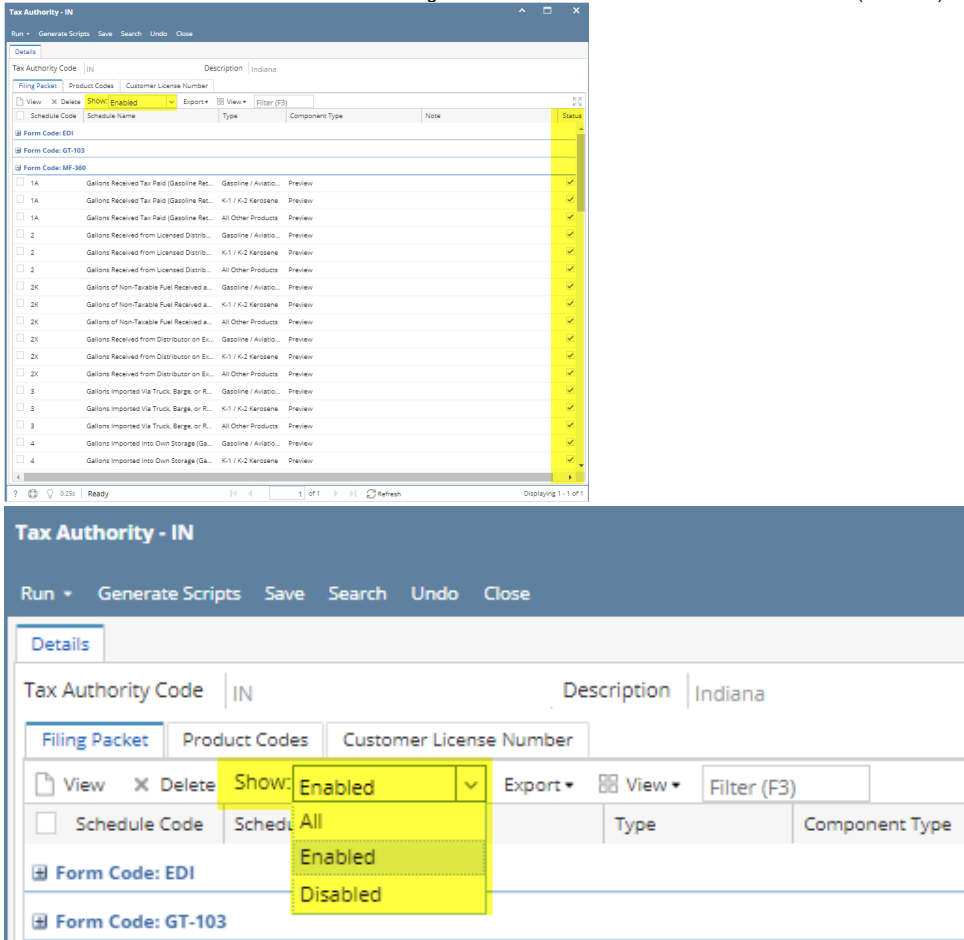 Tax Authority - IN
Run Generate Scripts Save Search Undo Close
Details
Tax Authority Code IN Description Indiana
Filing Packet Product Codes Customer License Number
View Delete Show: Enabled Export View Filter (F3)
Schedule Code Schedule Name Type Component Type Note Status
Form Code: EDI
Form Code: GT-103
Form Code: MF-360
1A Gallons Received Tax Paid (Gasoline Ret... Gasoline / Aviatio... Preview
1A Gallons Received Tax Paid (Gasoline Ret... K-1 / K-2 Kerosene Preview
1A Gallons Received Tax Paid (Gasoline Ret... All Other Products Preview
2 Gallons Received from Licensed Distrib... Gasoline / Aviatio... Preview
2 Gallons Received from Licensed Distrib... K-1 / K-2 Kerosene Preview
2 Gallons Received from Licensed Distrib... All Other Products Preview
2K Gallons of Non-Taxable Fuel Received a... Gasoline / Aviatio... Preview
2K Gallons of Non-Taxable Fuel Received a... K-1 / K-2 Kerosene Preview
2K Gallons of Non-Taxable Fuel Received a... All Other Products Preview
2X Gallons Received from Distributor on Ex... Gasoline / Aviatio... Preview
2X Gallons Received from Distributor on Ex... K-1 / K-2 Kerosene Preview
2X Gallons Received from Distributor on Ex... All Other Products Preview
3 Gallons Imported Via Truck, Barge, or R... Gasoline / Aviatio... Preview
3 Gallons Imported Via Truck, Barge, or R... K-1 / K-2 Kerosene Preview
3 Gallons Imported Via Truck, Barge, or R... All Other Products Preview
4 Gallons Imported Into Own Storage (Ga... Gasoline / Aviatio... Preview
4 Gallons Imported Into Own Storage (Ga... K-1 / K-2 Kerosene Preview
? 0.29s Ready 1 of 1 Refresh Displaying 1 - 1 of 1
Tax Authority - IN
Run Generate Scripts Save Search Undo Close
Details
Tax Authority Code IN Description Indiana
Filing Packet Product Codes Customer License Number
View Delete Show: Enabled Export View Filter (F3)
Schedule Code Schedu All Type Component Type
Enabled
Form Code: EDI
Disabled
Form Code: GT-103